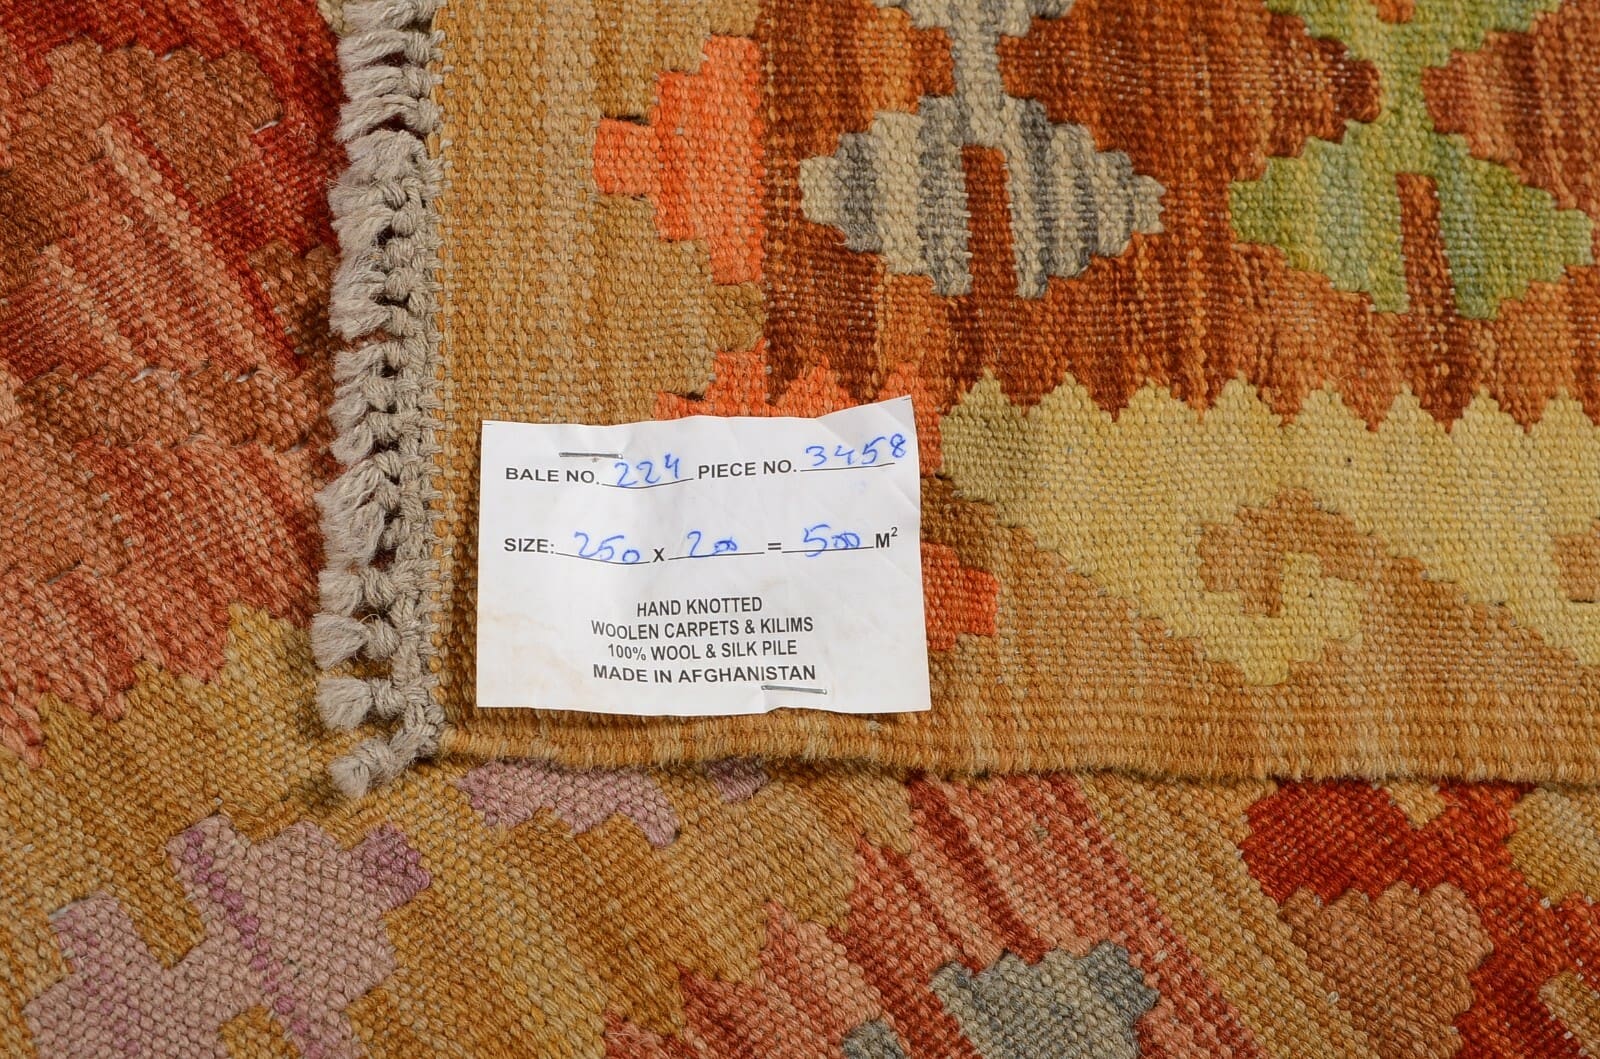 BALE NO. 224 PIECE NO. 3458
SIZE: 250 X 200 = 500 M²
HAND KNOTTED
WOOLEN CARPETS & KILIMS
100% WOOL & SILK PILE
MADE IN AFGHANISTAN